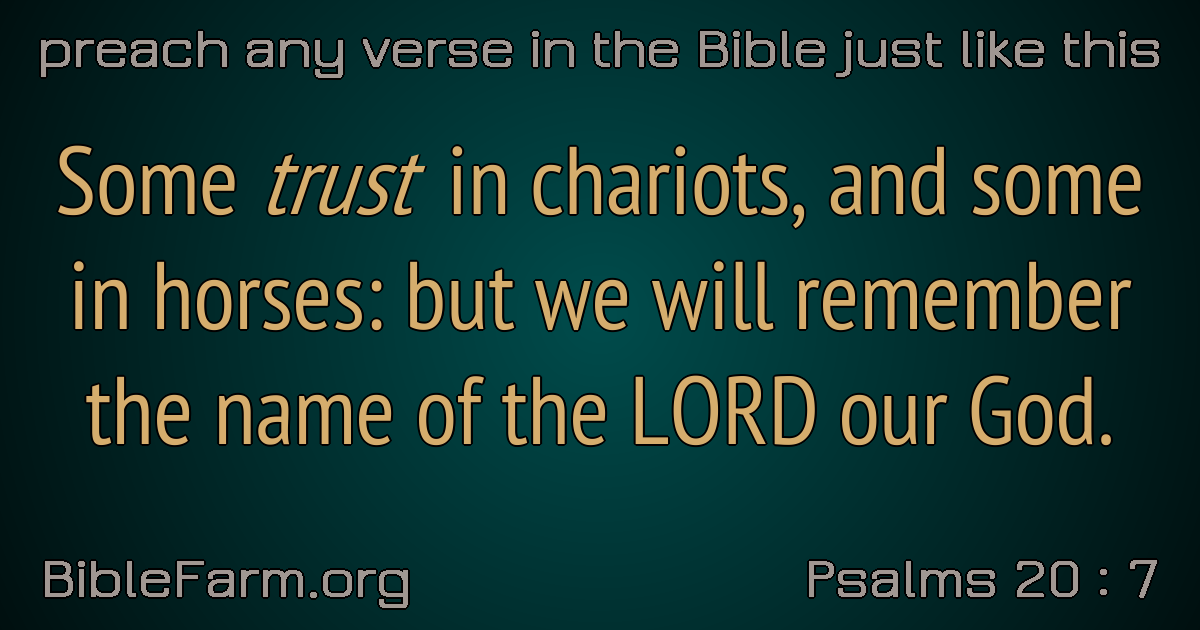 preach any verse in the Bible just like this
Some trust in chariots, and some
in horses: but we will remember
the name of the LORD our God.
BibleFarm.org
Psalms 20 : 7